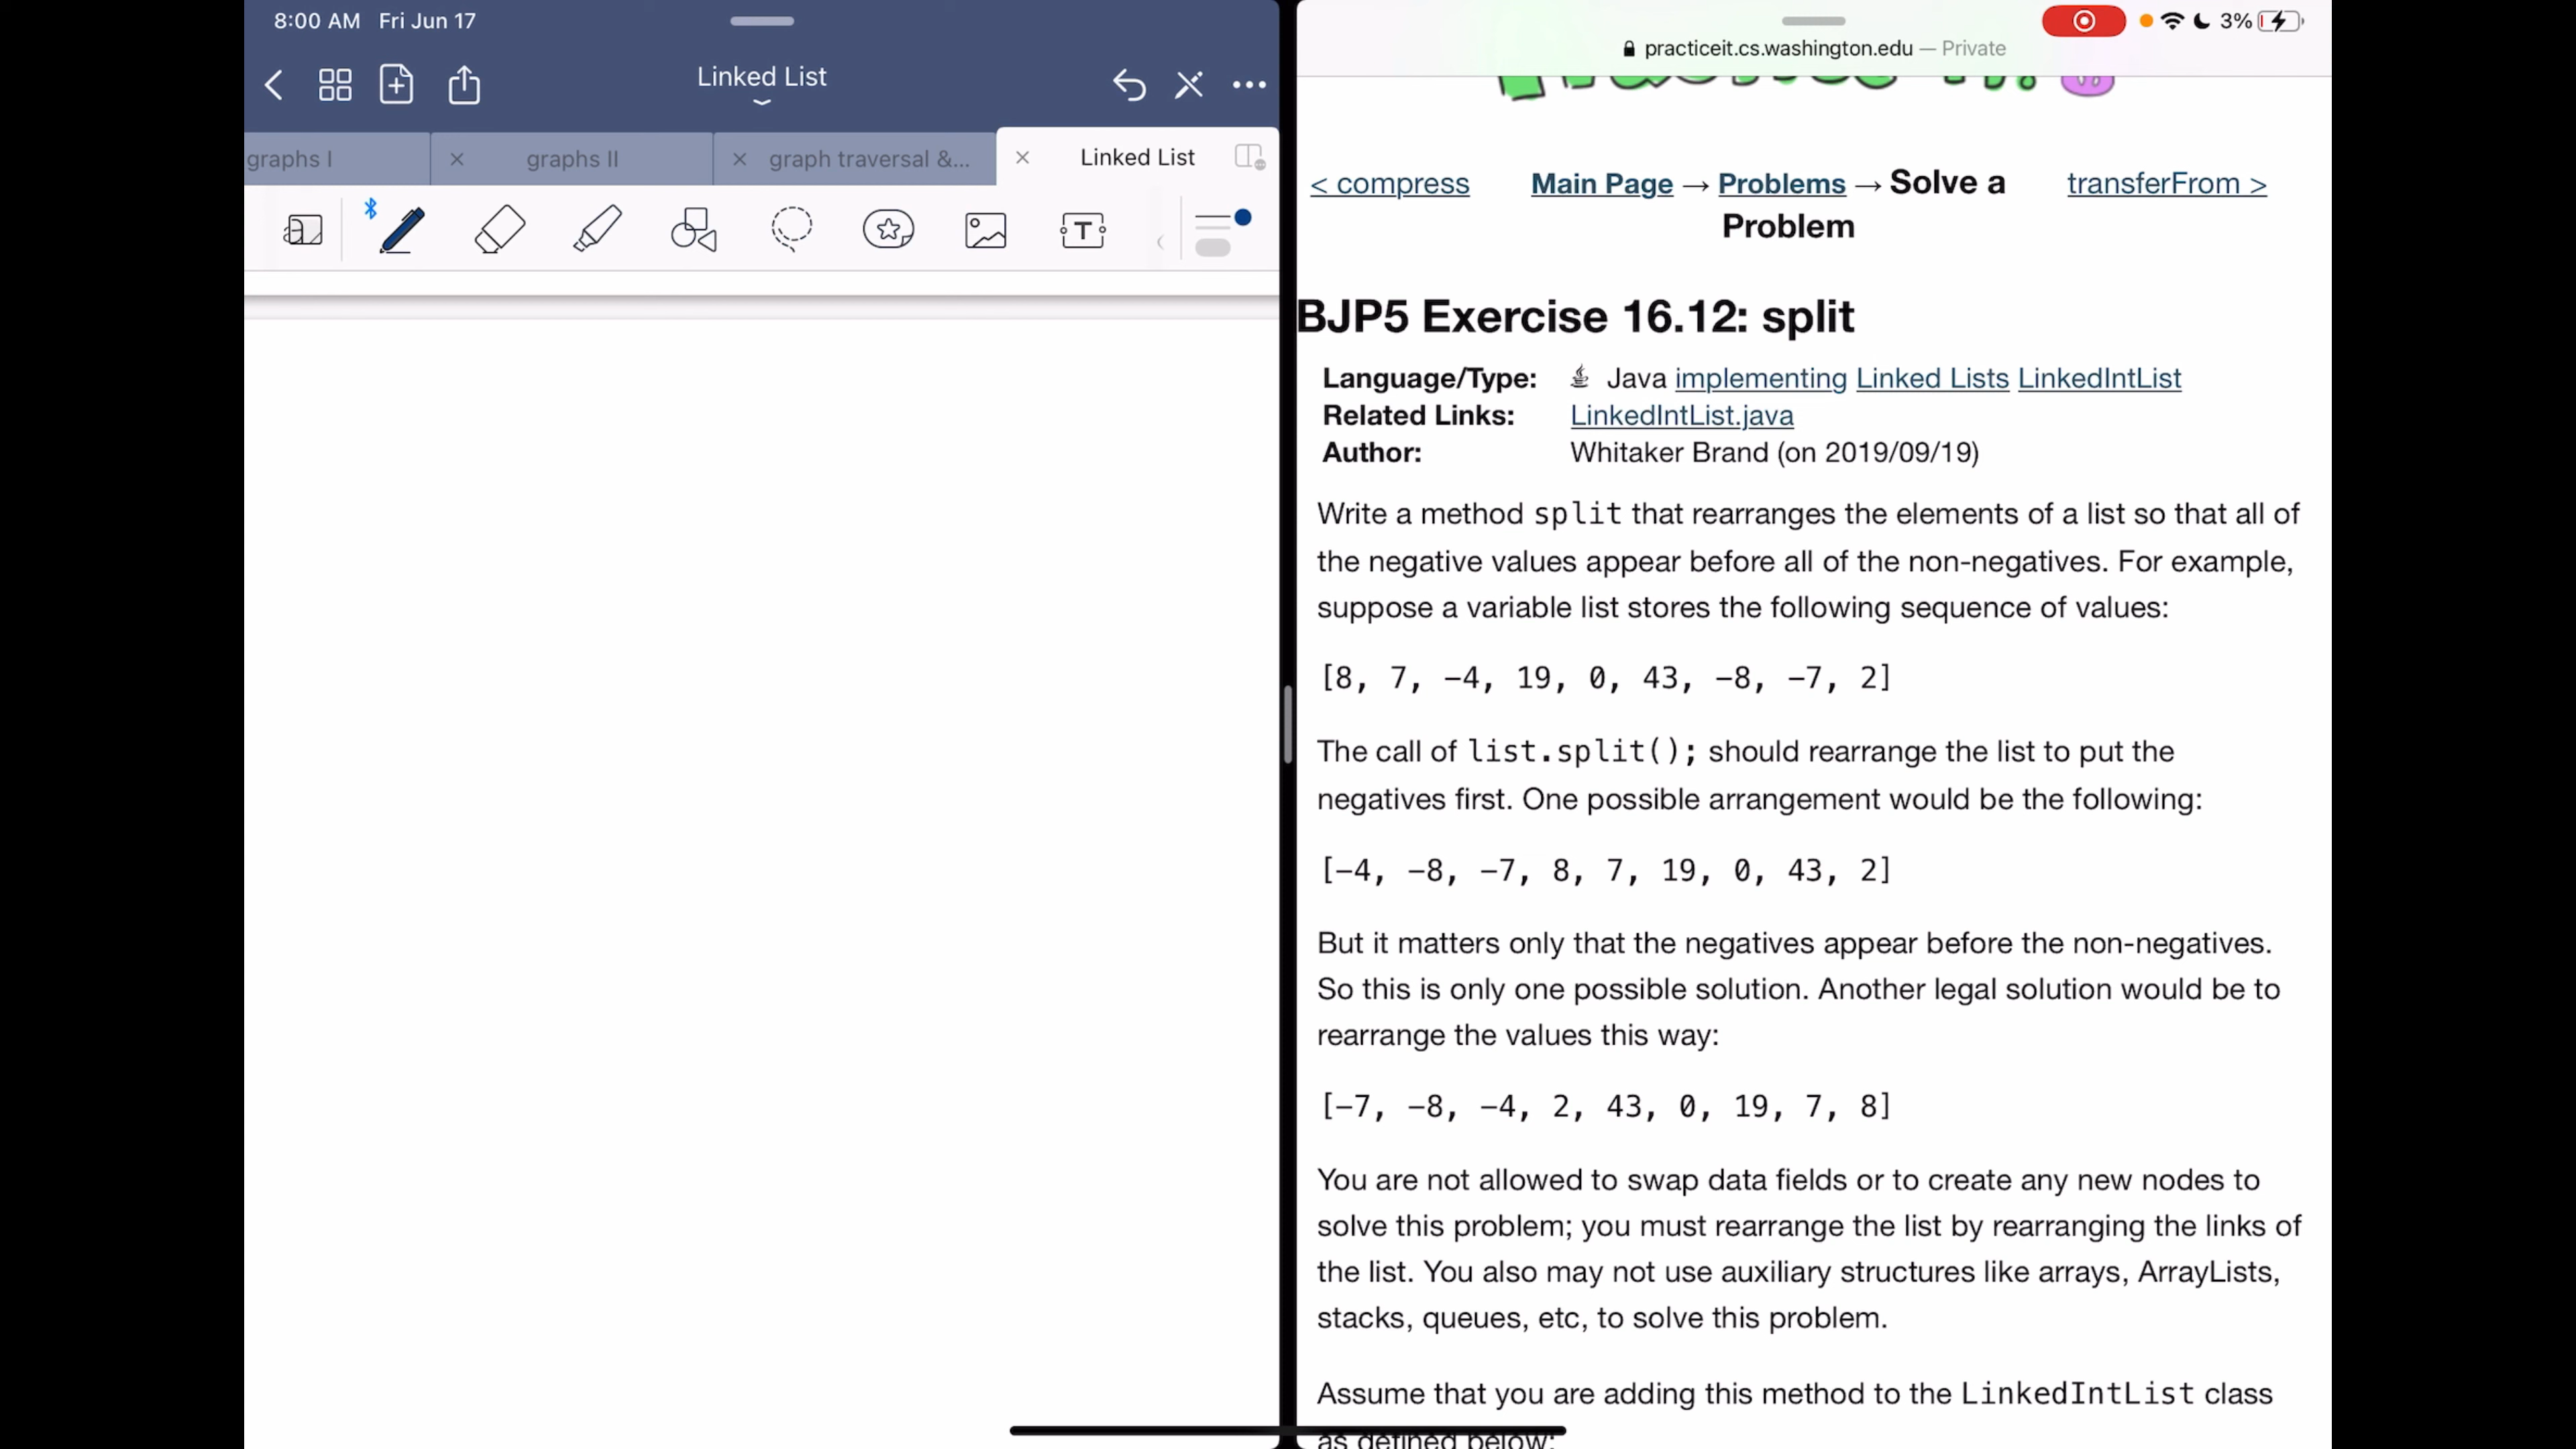 8:00 AM Fri Jun 17
Linked List
graphs I
graphs II
graph traversal &...
Linked List
3%
practiceit.cs.washington.edu — Private
< compress
Main Page → Problems → Solve a
Problem
transferFrom >
BJP5 Exercise 16.12: split
Language/Type: Java implementing Linked Lists LinkedIntList
Related Links: LinkedIntList.java
Author: Whitaker Brand (on 2019/09/19)
Write a method split that rearranges the elements of a list so that all of
the negative values appear before all of the non-negatives. For example,
suppose a variable list stores the following sequence of values:
[8, 7, -4, 19, 0, 43, -8, -7, 2]
The call of list.split(); should rearrange the list to put the
negatives first. One possible arrangement would be the following:
[-4, -8, -7, 8, 7, 19, 0, 43, 2]
But it matters only that the negatives appear before the non-negatives.
So this is only one possible solution. Another legal solution would be to
rearrange the values this way:
[-7, -8, -4, 2, 43, 0, 19, 7, 8]
You are not allowed to swap data fields or to create any new nodes to
solve this problem; you must rearrange the list by rearranging the links of
the list. You also may not use auxiliary structures like arrays, ArrayLists,
stacks, queues, etc, to solve this problem.
Assume that you are adding this method to the LinkedIntList class
as defined below: